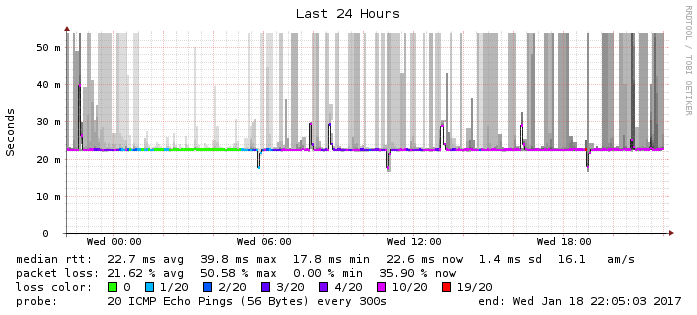 Last 24 Hours
RRDTOOL / TOBI OETIKER
Seconds
50 m
40 m
30 m
20 m
10 m
0
Wed 00:00 Wed 06:00 Wed 12:00 Wed 18:00
median rtt: 22.7 ms avg 39.8 ms max 17.8 ms min 22.6 ms now 1.4 ms sd 16.1 am/s
packet loss: 21.62 % avg 50.58 % max 0.00 % min 35.90 % now
loss color: 0 1/20 2/20 3/20 4/20 10/20 19/20
probe: 20 ICMP Echo Pings (56 Bytes) every 300s end: Wed Jan 18 22:05:03 2017